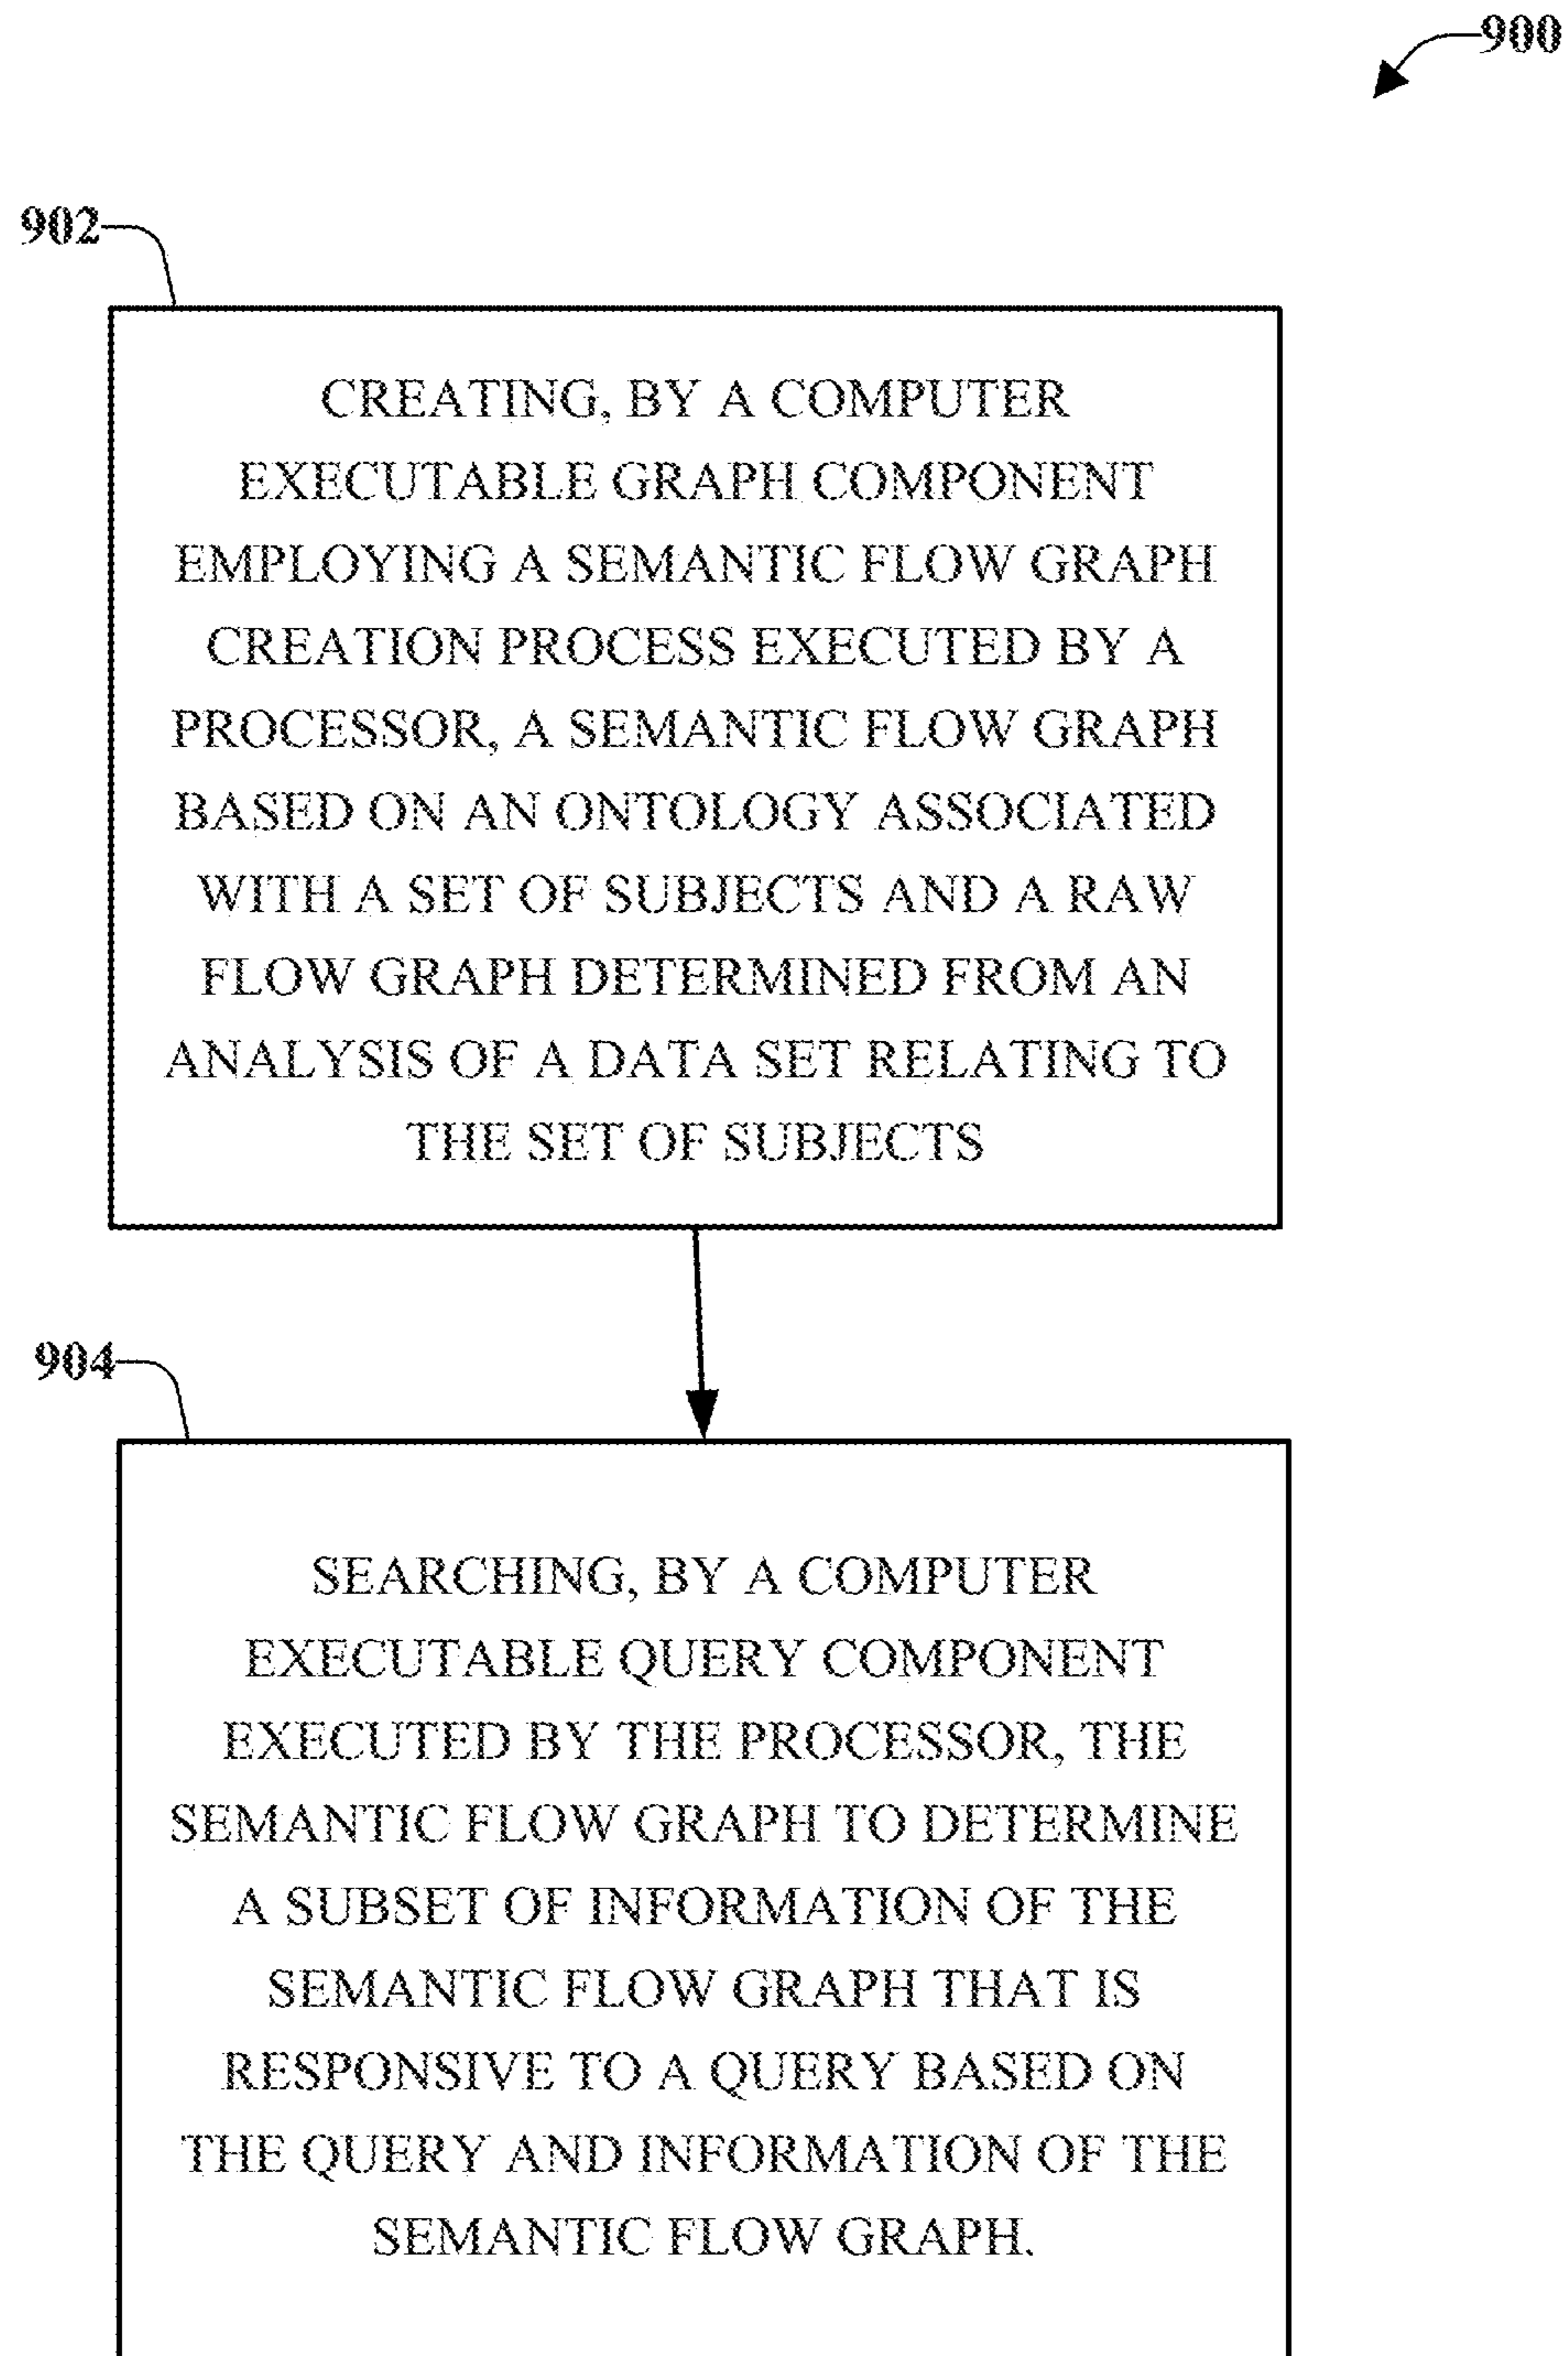 900
902
CREATING, BY A COMPUTER
EXECUTABLE GRAPH COMPONENT
EMPLOYING A SEMANTIC FLOW GRAPH
CREATION PROCESS EXECUTED BY A
PROCESSOR, A SEMANTIC FLOW GRAPH
BASED ON AN ONTOLOGY ASSOCIATED
WITH A SET OF SUBJECTS AND A RAW
FLOW GRAPH DETERMINED FROM AN
ANALYSIS OF A DATA SET RELATING TO
THE SET OF SUBJECTS
904
SEARCHING, BY A COMPUTER
EXECUTABLE QUERY COMPONENT
EXECUTED BY THE PROCESSOR, THE
SEMANTIC FLOW GRAPH TO DETERMINE
A SUBSET OF INFORMATION OF THE
SEMANTIC FLOW GRAPH THAT IS
RESPONSIVE TO A QUERY BASED ON
THE QUERY AND INFORMATION OF THE
SEMANTIC FLOW GRAPH.